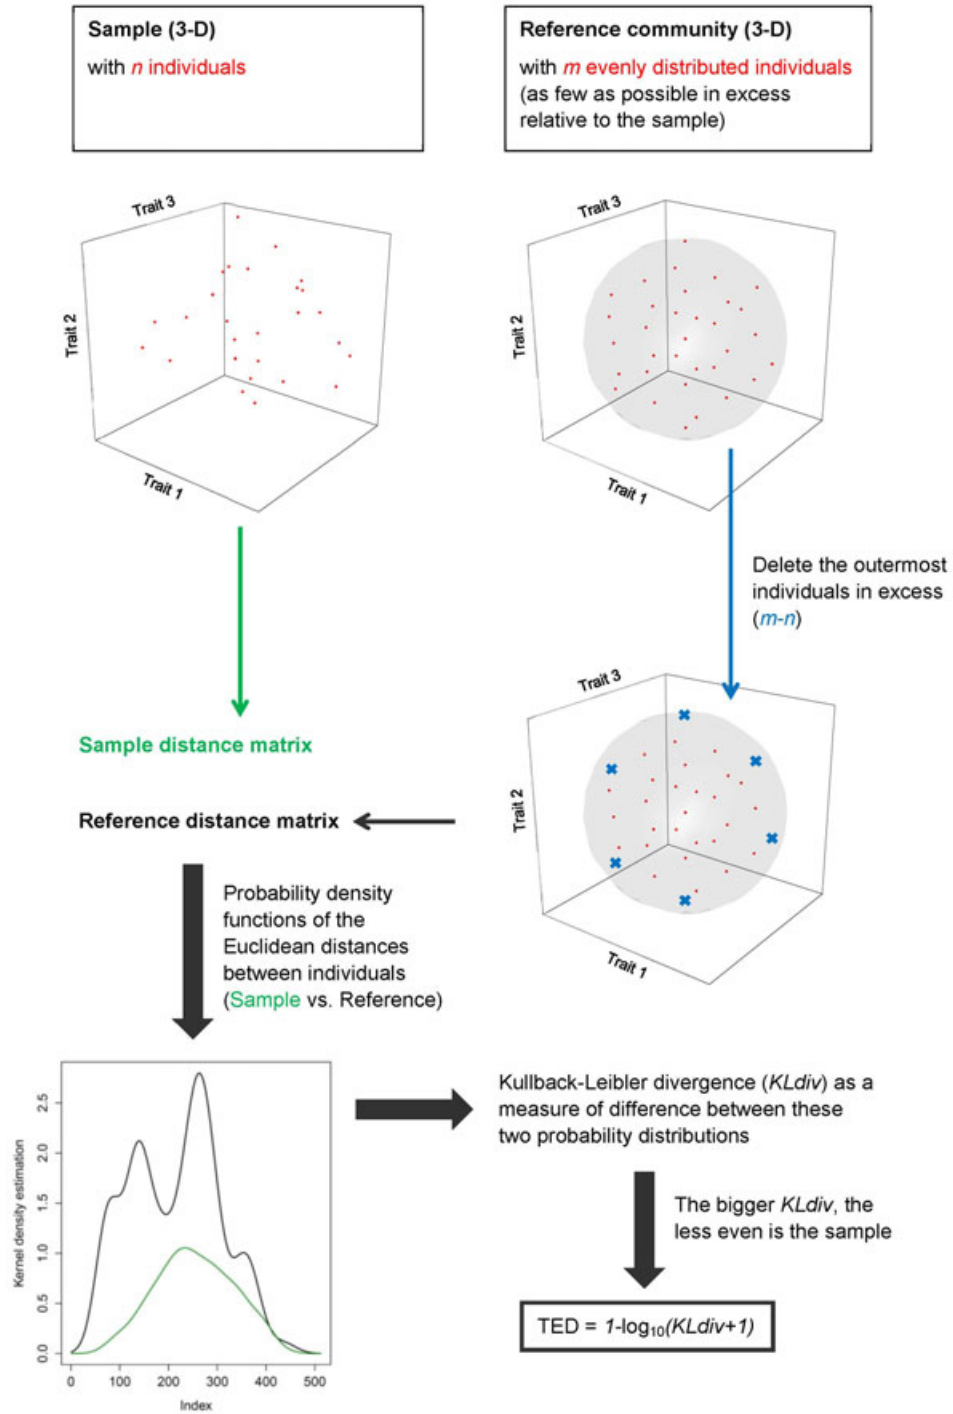 Sample (3-D)
with n individuals
Reference community (3-D)
with m evenly distributed individuals
(as few as possible in excess
relative to the sample)
Trait 3
Trait 2
Trait 1
Trait 3
Trait 2
Trait 1
Delete the outermost
individuals in excess
(m-n)
Trait 3
Trait 2
Trait 1
Sample distance matrix
Reference distance matrix
Probability density
functions of the
Euclidean distances
between individuals
(Sample vs. Reference)
Kernel density estimation
2.5
2.0
1.5
1.0
0.5
0.0
0 100 200 300 400 500
Index
Kullback-Leibler divergence (KLdiv) as a
measure of difference between these
two probability distributions
The bigger KLdiv, the
less even is the sample
TED = 1-log₁₀(KLdiv+1)